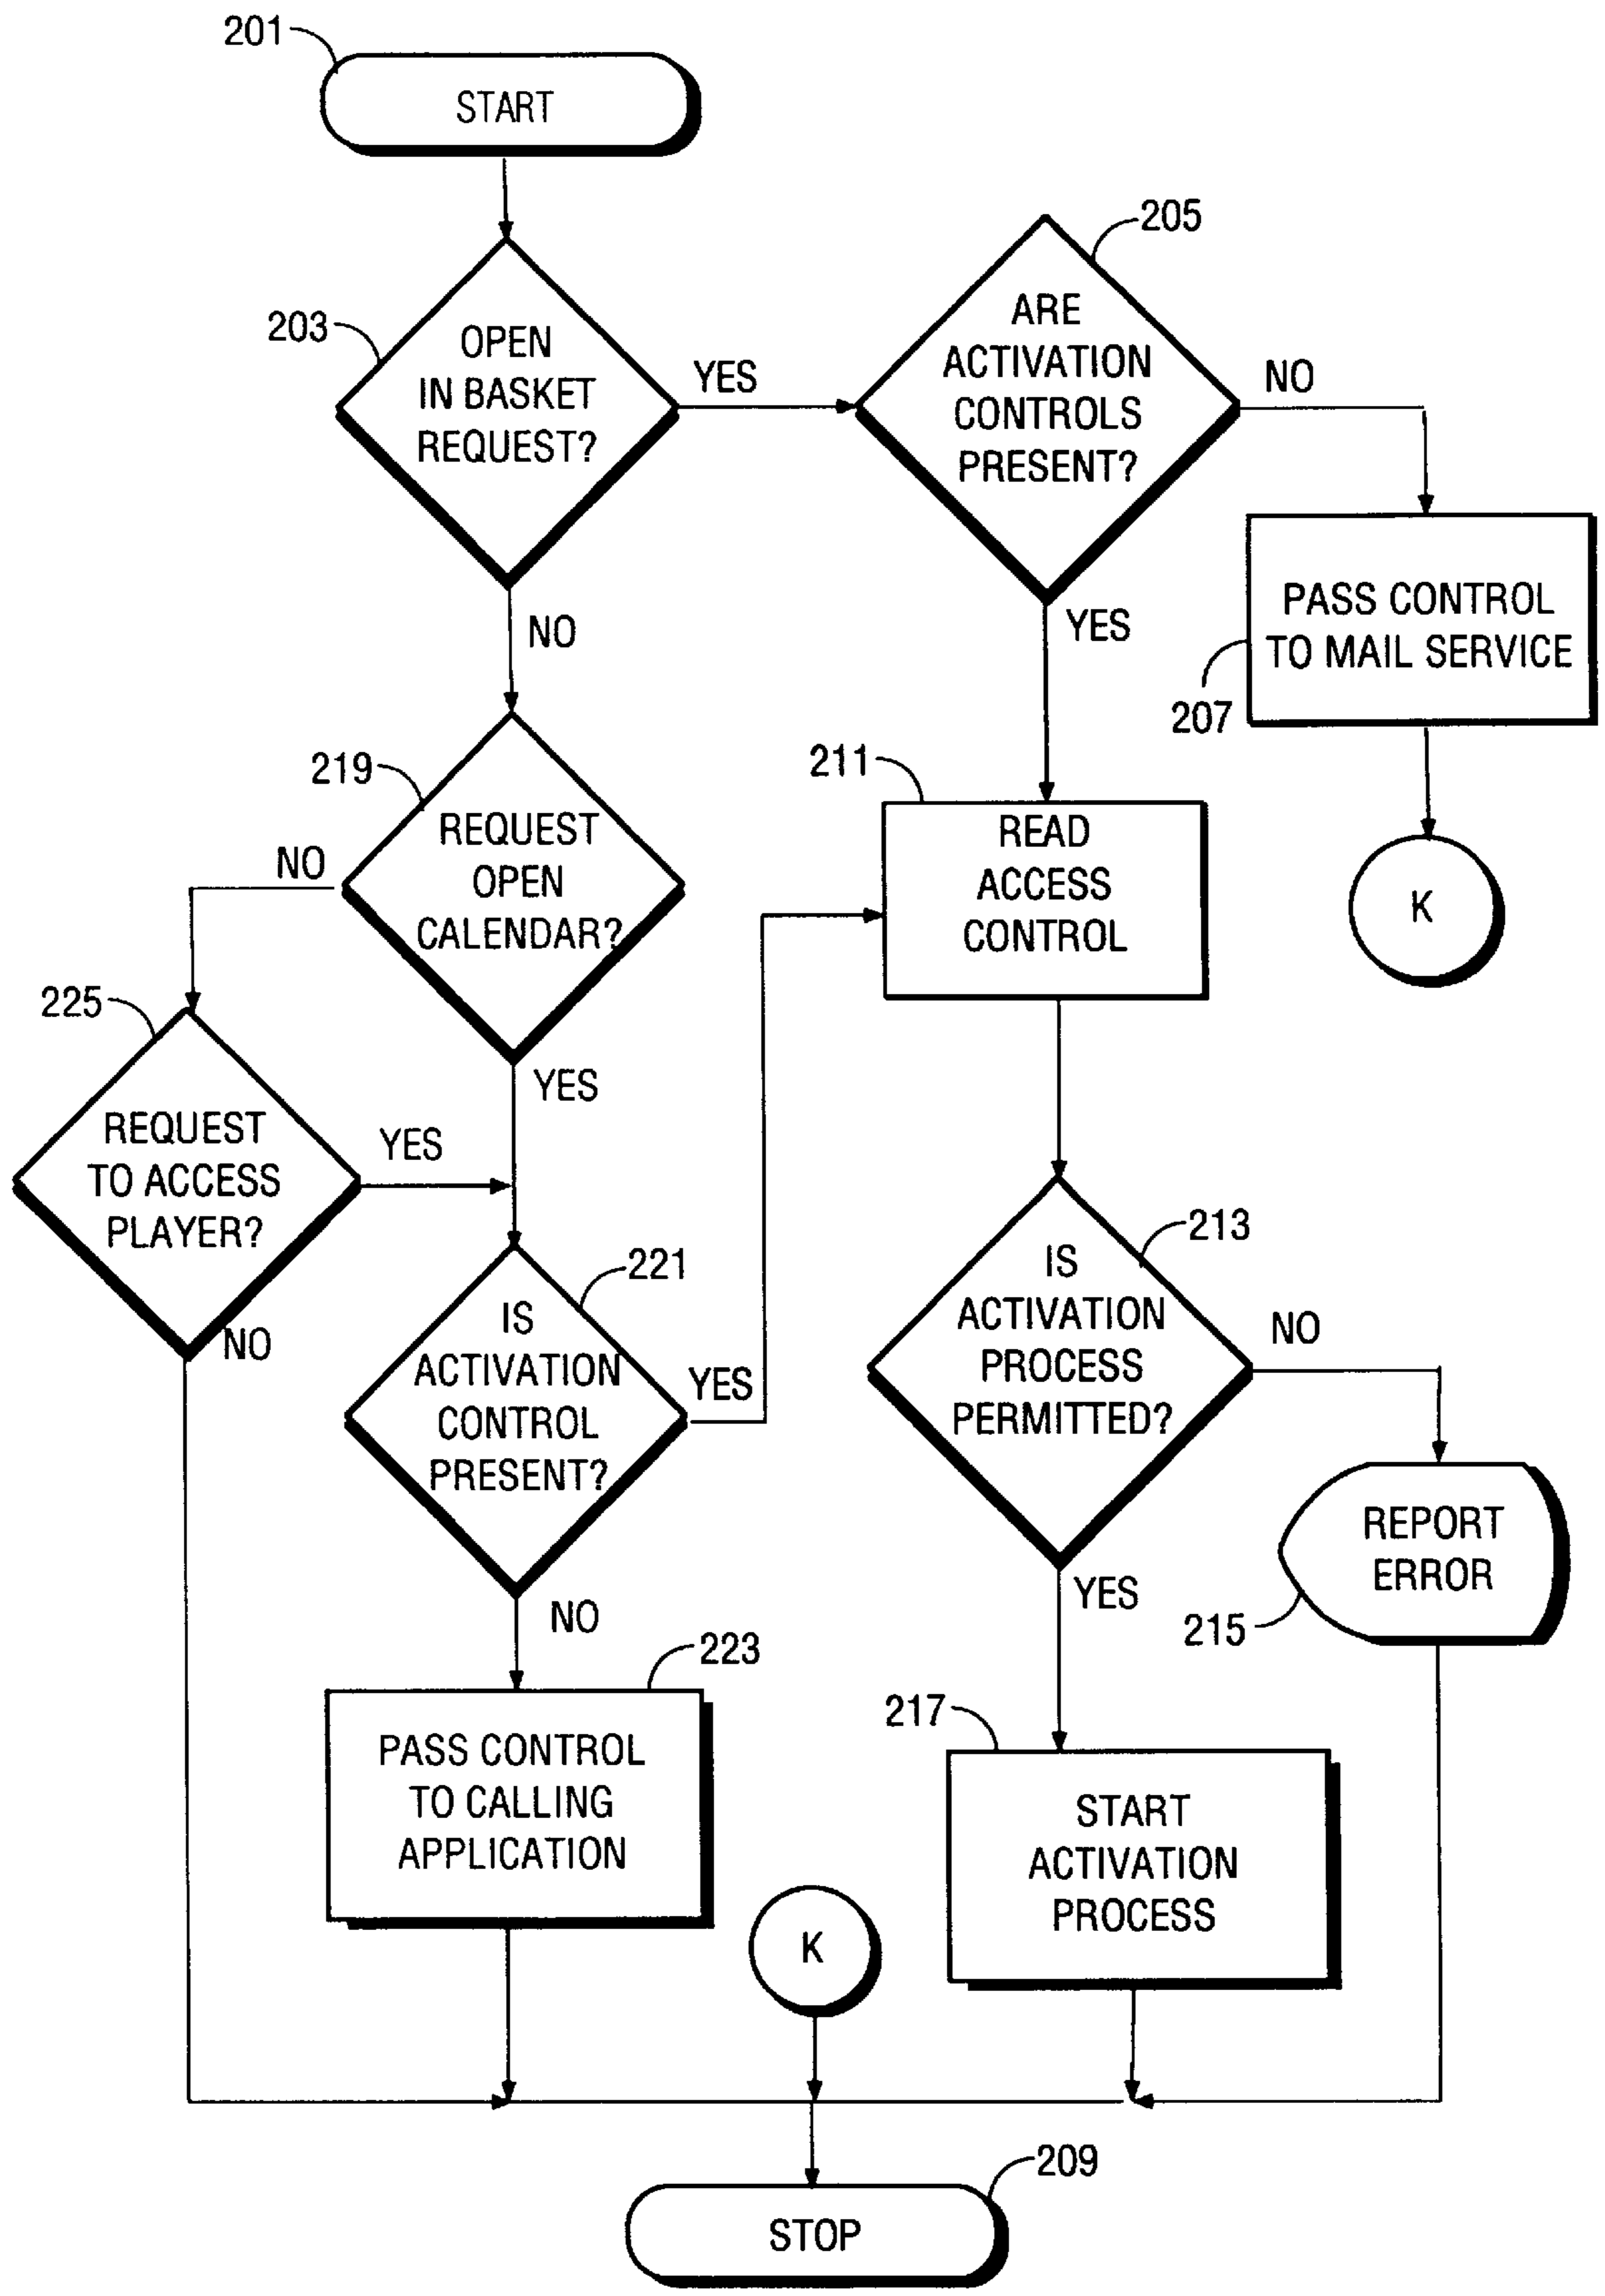 201
START
203
OPEN
IN BASKET
REQUEST?
YES
205
ARE
ACTIVATION
CONTROLS
PRESENT?
NO
NO
YES
PASS CONTROL
TO MAIL SERVICE
207
219
REQUEST
OPEN
CALENDAR?
NO
YES
211
READ
ACCESS
CONTROL
K
225
REQUEST
TO ACCESS
PLAYER?
YES
NO
221
IS
ACTIVATION
CONTROL
PRESENT?
YES
NO
213
IS
ACTIVATION
PROCESS
PERMITTED?
NO
YES
REPORT
ERROR
215
223
PASS CONTROL
TO CALLING
APPLICATION
217
START
ACTIVATION
PROCESS
K
209
STOP